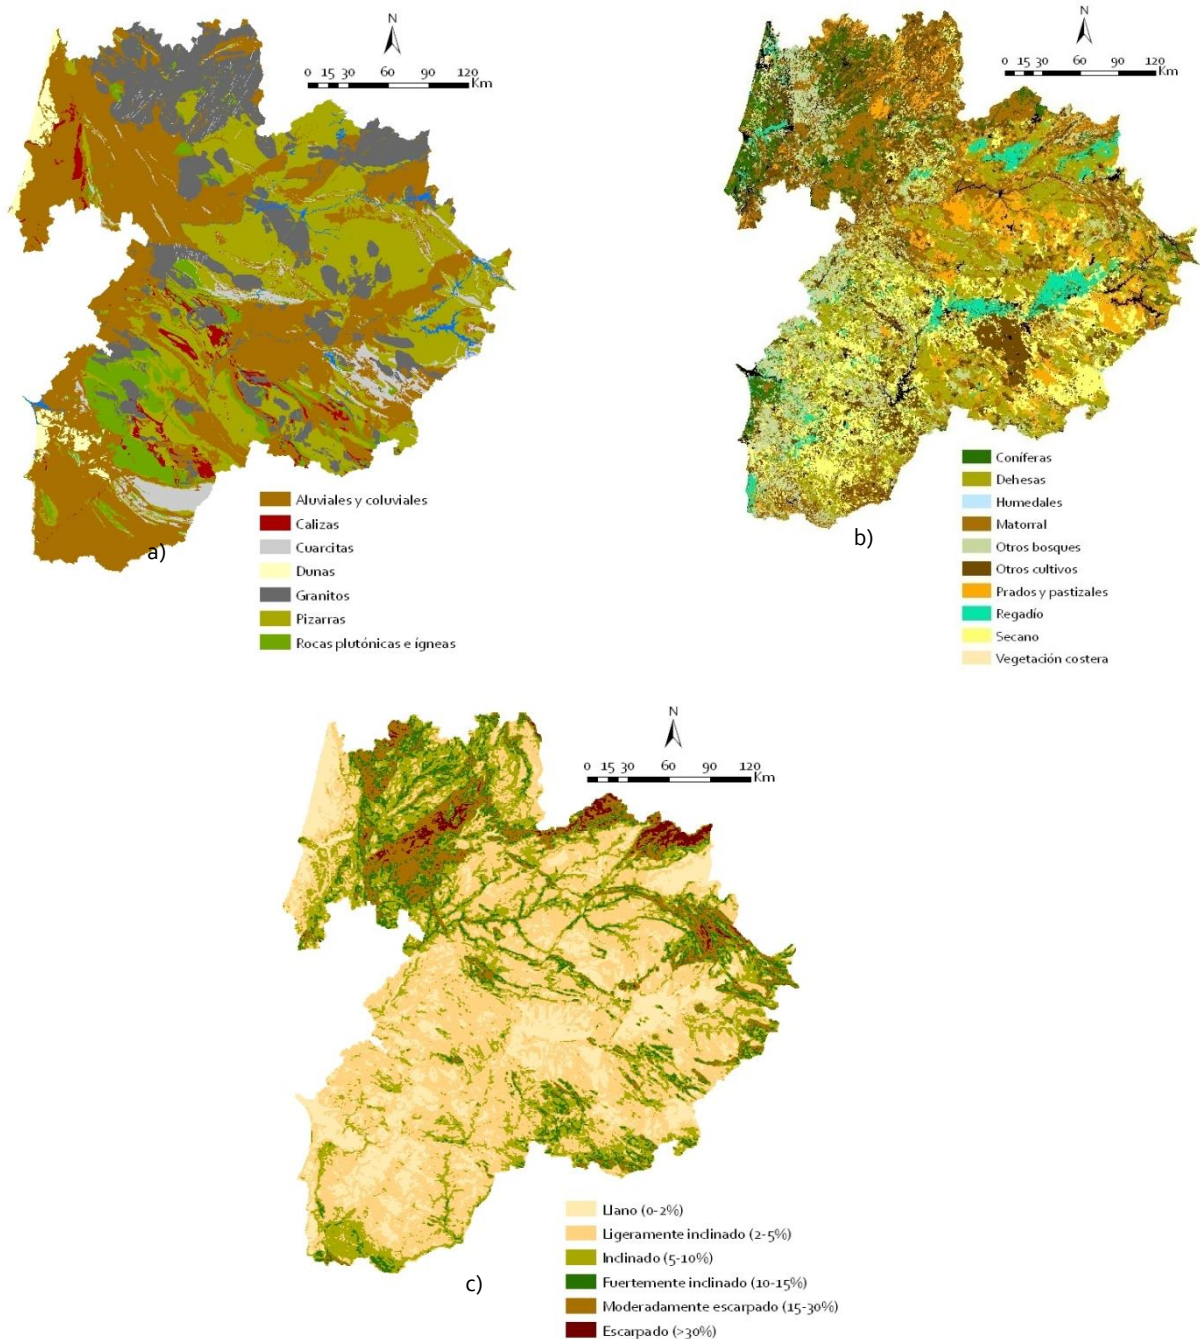 N
0 15 30 60 90 120
Km
Aluviales y coluviales
Calizas
Cuarcitas
a)
Dunas
Granitos
Pizarras
Rocas plutónicas e ígneas
N
0 15 30 60 90 120
Km
Coníferas
Dehesas
Humedales
Matorral
b)
Otros bosques
Otros cultivos
Prados y pastizales
Regadío
Secano
Vegetación costera
N
0 15 30 60 90 120
Km
Llano (0-2%)
Ligeramente inclinado (2-5%)
Inclinado (5-10%)
c)
Fuertemente inclinado (10-15%)
Moderadamente escarpado (15-30%)
Escarpado (>30%)